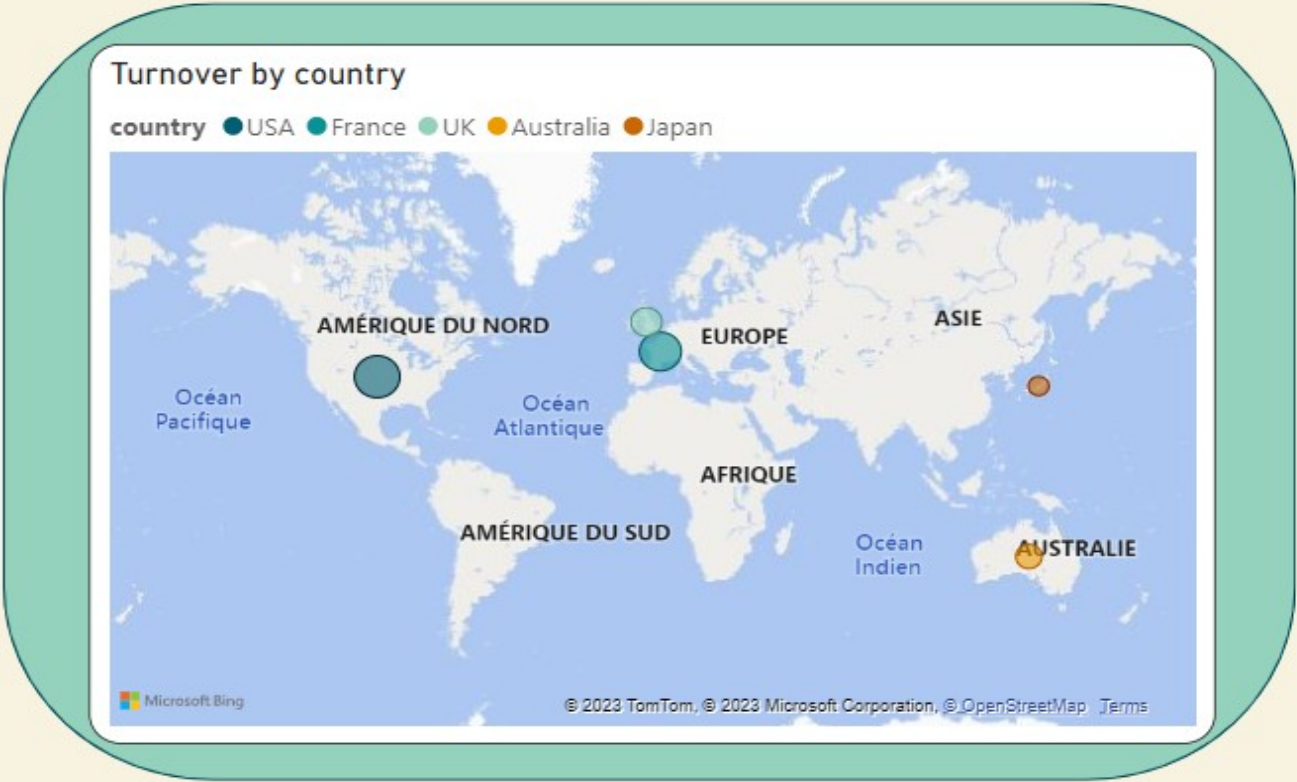 Turnover by country
country USA France UK Australia Japan
AMÉRIQUE DU NORD
EUROPE
ASIE
Océan
Pacifique
Océan
Atlantique
AFRIQUE
AMÉRIQUE DU SUD
Océan
Indien
AUSTRALIE
Microsoft Bing
© 2023 TomTom, © 2023 Microsoft Corporation, © OpenStreetMap Terms